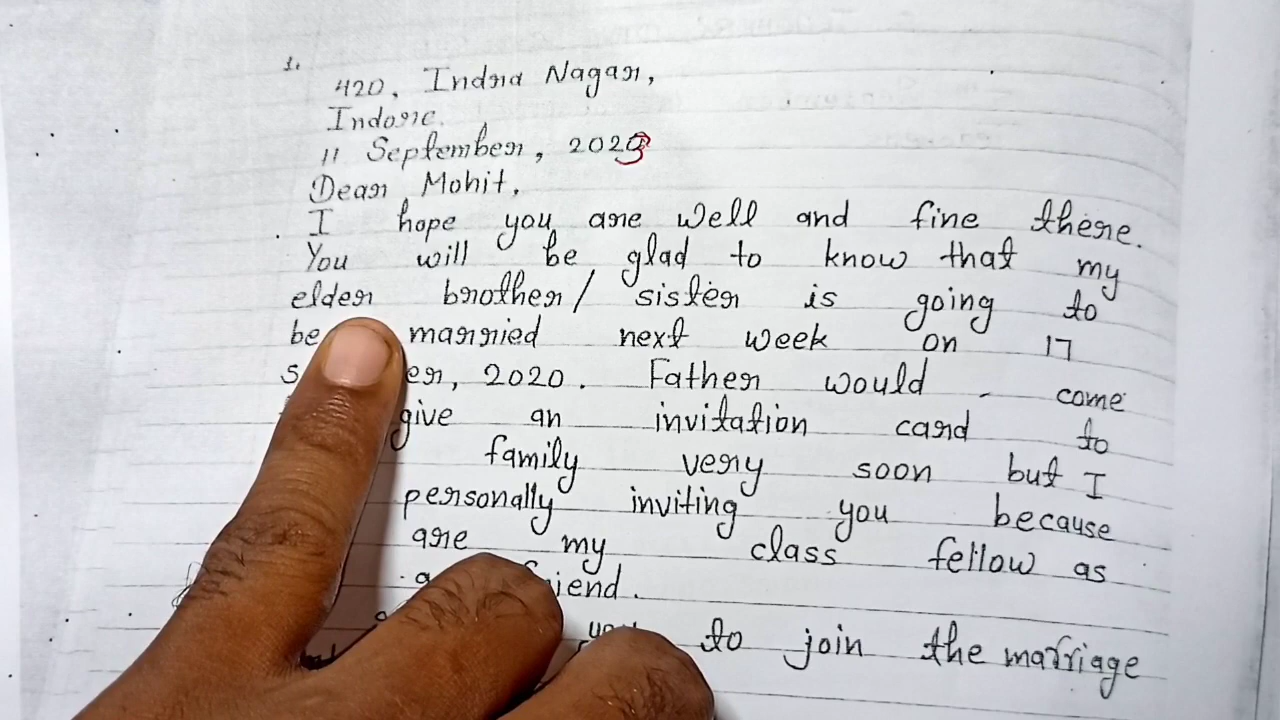 1.
420, Indra Nagar,
Indore.
11 September, 2023
Dear Mohit,
I hope you are well and fine there.
You will be glad to know that my
elder brother/ sister is going to
be married next week on 17
er, 2020. Father would come
give an invitation card to
family very soon but I
personally inviting you because
are my class fellow as
friend.
to join the marriage